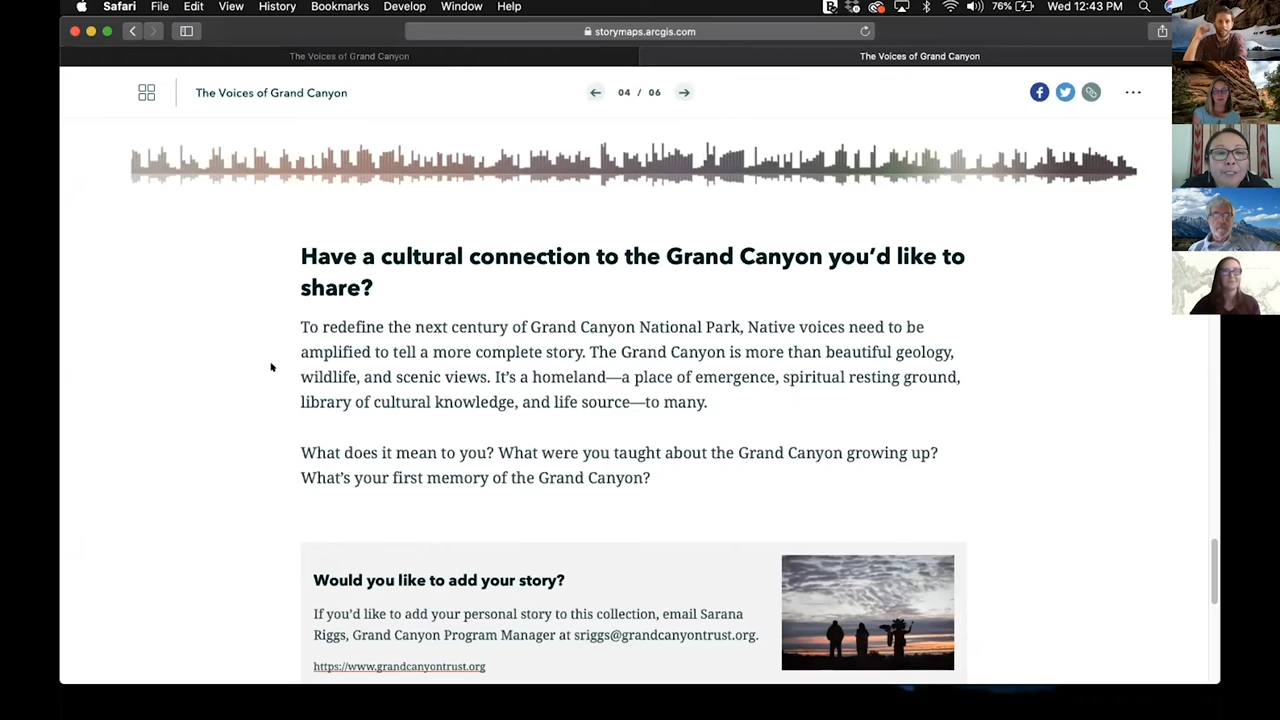 Safari File Edit View History Bookmarks Develop Window Help 76% Wed 12:43 PM
storymaps.arcgis.com
The Voices of Grand Canyon The Voices of Grand Canyon
The Voices of Grand Canyon 04 / 06
Have a cultural connection to the Grand Canyon you’d like to
share?
To redefine the next century of Grand Canyon National Park, Native voices need to be
amplified to tell a more complete story. The Grand Canyon is more than beautiful geology,
wildlife, and scenic views. It’s a homeland—a place of emergence, spiritual resting ground,
library of cultural knowledge, and life source—to many.
What does it mean to you? What were you taught about the Grand Canyon growing up?
What’s your first memory of the Grand Canyon?
Would you like to add your story?
If you’d like to add your personal story to this collection, email Sarana
Riggs, Grand Canyon Program Manager at sriggs@grandcanyontrust.org.
https://www.grandcanyontrust.org